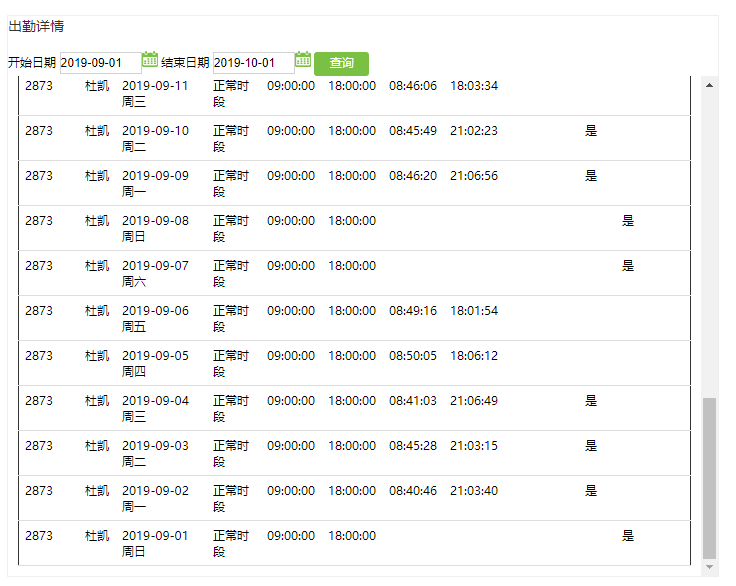 出勤详情
开始日期 2019-09-01 结束日期 2019-10-01 查询
2873 杜凯 2019-09-11 正常时 09:00:00 18:00:00 08:46:06 18:03:34
周三 段
2873 杜凯 2019-09-10 正常时 09:00:00 18:00:00 08:45:49 21:02:23 是
周二 段
2873 杜凯 2019-09-09 正常时 09:00:00 18:00:00 08:46:20 21:06:56 是
周一 段
2873 杜凯 2019-09-08 正常时 09:00:00 18:00:00 是
周日 段
2873 杜凯 2019-09-07 正常时 09:00:00 18:00:00 是
周六 段
2873 杜凯 2019-09-06 正常时 09:00:00 18:00:00 08:49:16 18:01:54
周五 段
2873 杜凯 2019-09-05 正常时 09:00:00 18:00:00 08:50:05 18:06:12
周四 段
2873 杜凯 2019-09-04 正常时 09:00:00 18:00:00 08:41:03 21:06:49 是
周三 段
2873 杜凯 2019-09-03 正常时 09:00:00 18:00:00 08:45:28 21:03:15 是
周二 段
2873 杜凯 2019-09-02 正常时 09:00:00 18:00:00 08:40:46 21:03:40 是
周一 段
2873 杜凯 2019-09-01 正常时 09:00:00 18:00:00 是
周日 段